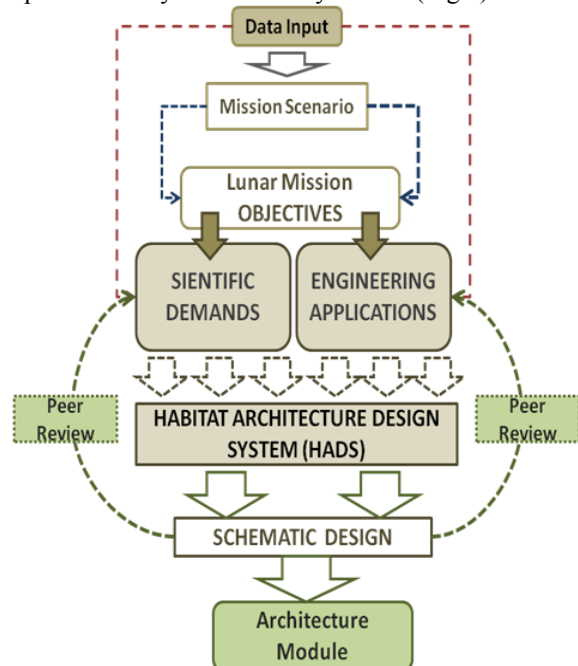 Data Input
Mission Scenario
Lunar Mission
OBJECTIVES
SIENTIFIC
DEMANDS
ENGINEERING
APPLICATIONS
Peer
Review
HABITAT ARCHITECTURE DESIGN
SYSTEM (HADS)
Peer
Review
SCHEMATIC DESIGN
Architecture
Module